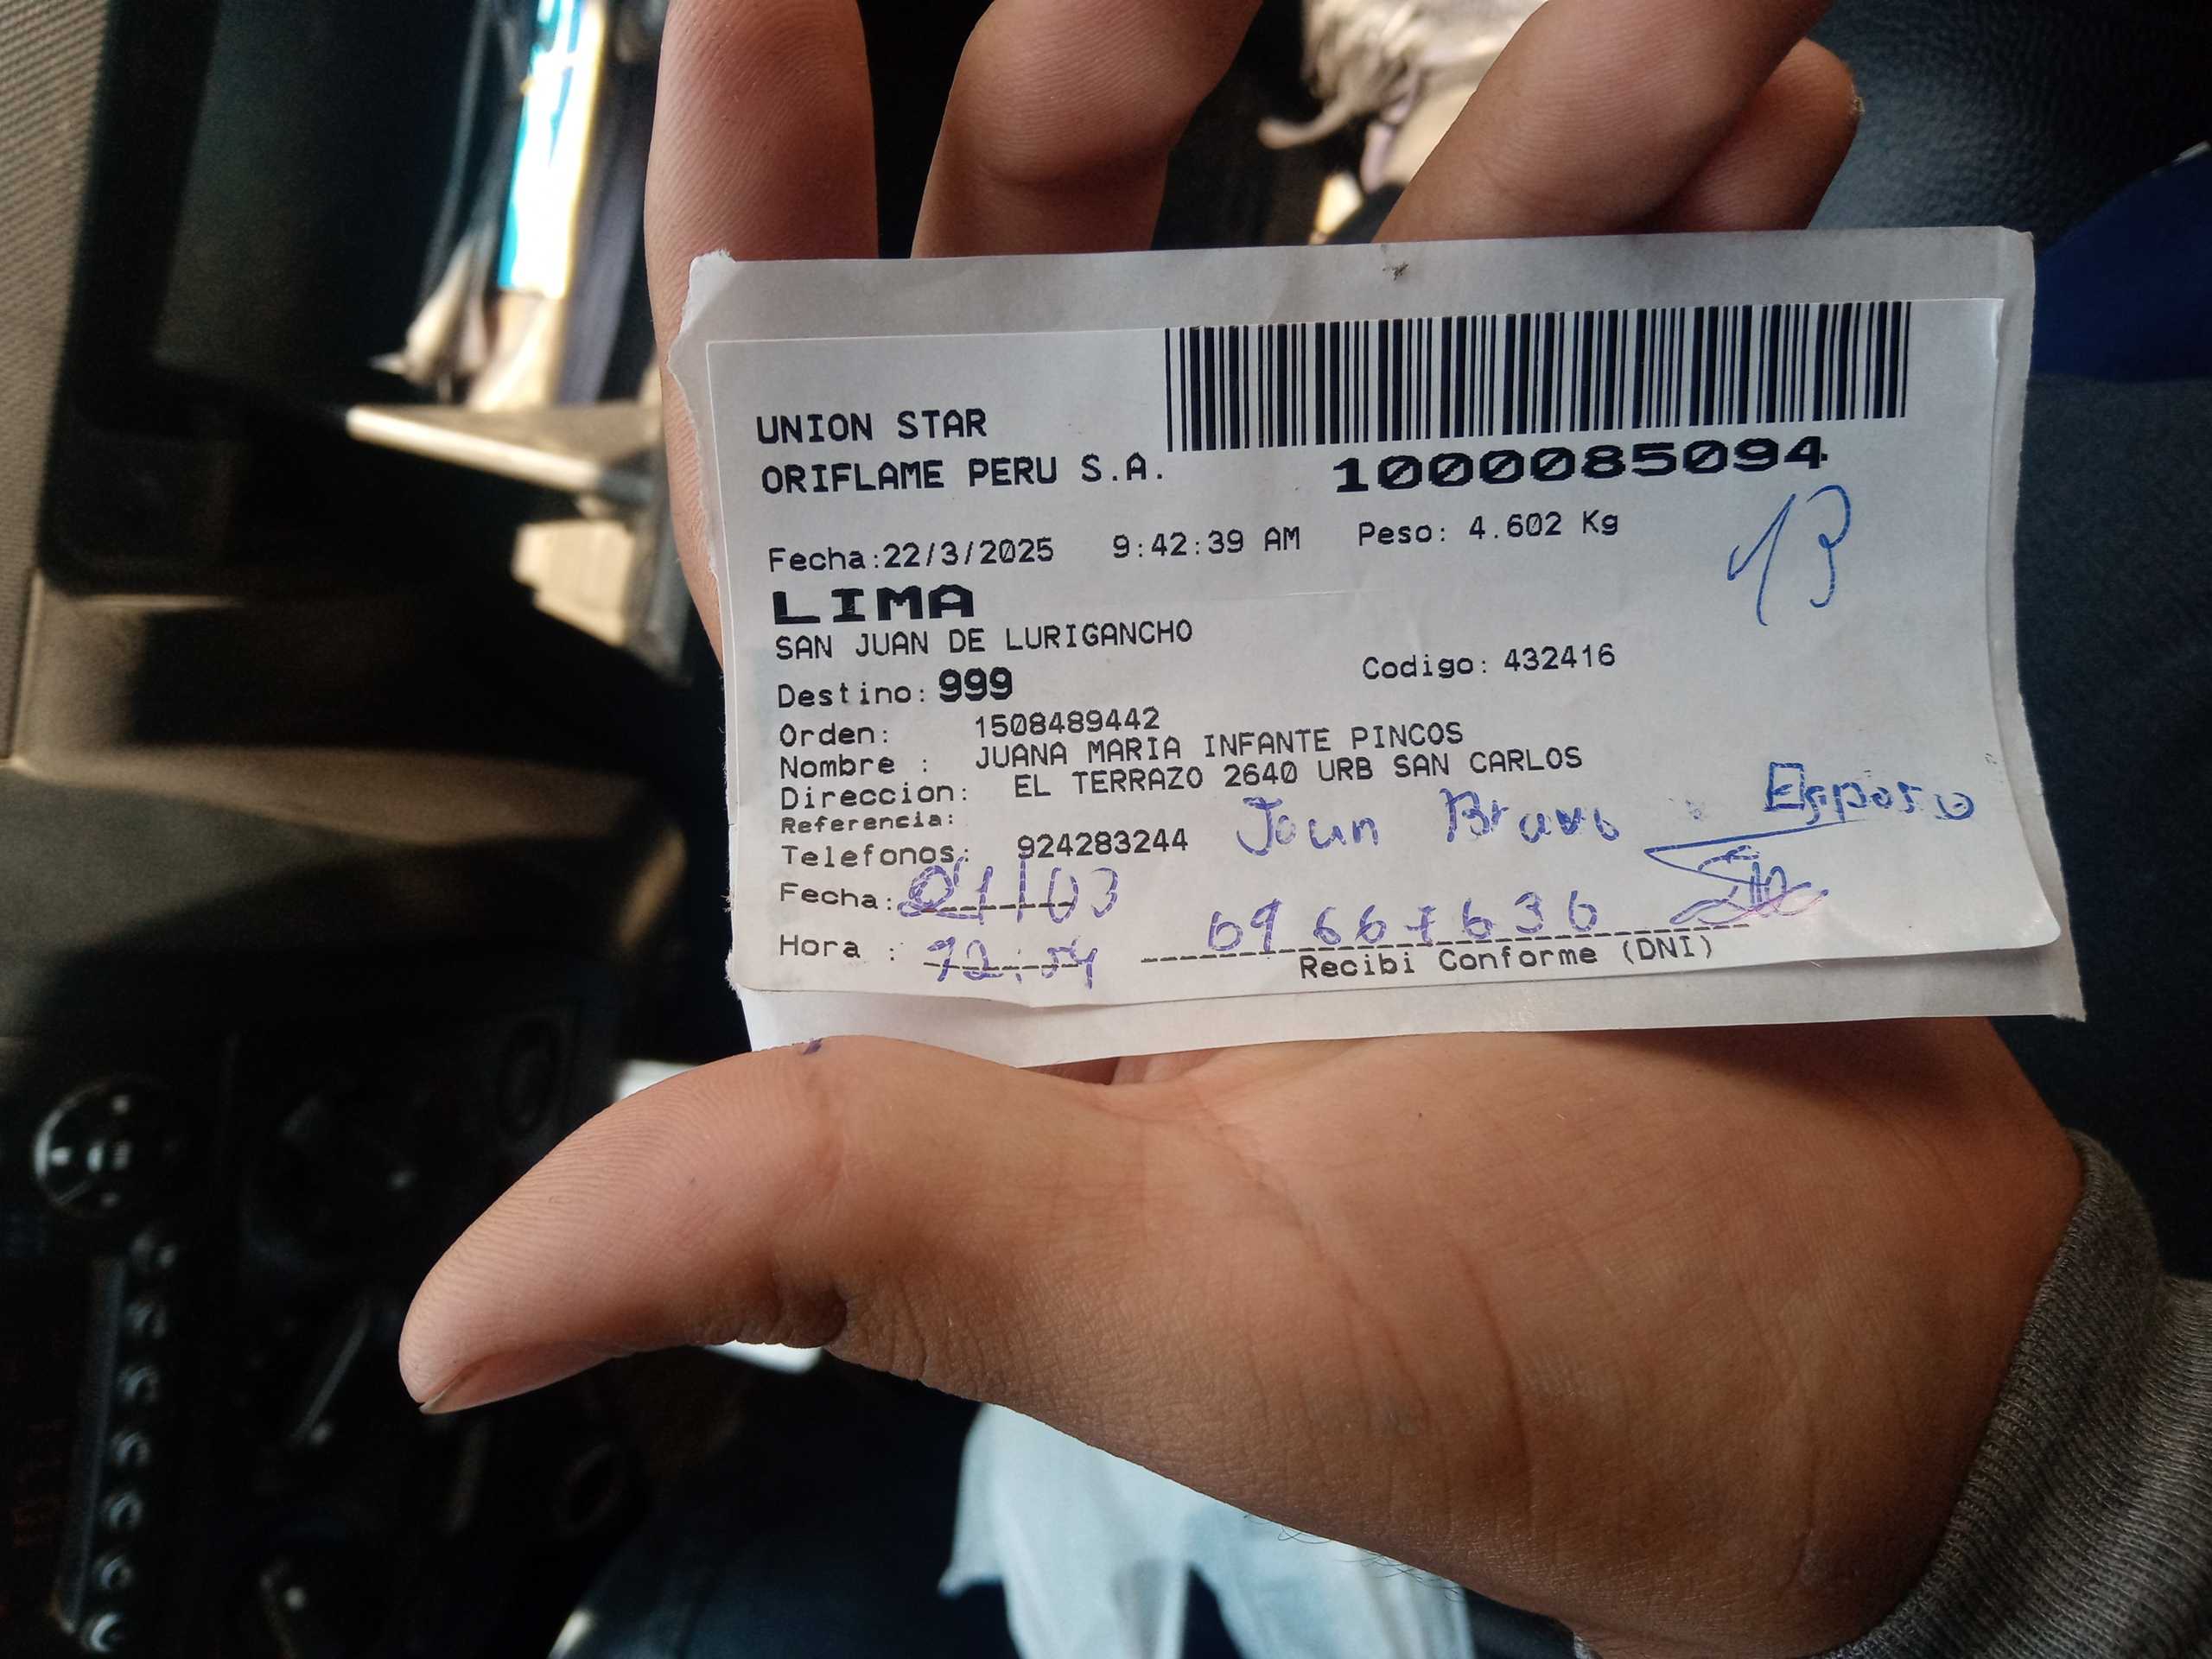 UNION STAR
ORIFLAME PERU S.A.
1000085094
Fecha:22/3/2025 9:42:39 AM Peso: 4.602 Kg
13
LIMA
SAN JUAN DE LURIGANCHO
Destino: 999 Codigo: 432416
Orden: 1508489442
Nombre : JUANA MARIA INFANTE PINCOS
Direccion: EL TERRAZO 2640 URB SAN CARLOS
Referencia:
Telefonos: 924283244 Bravo Esposo
Fecha:
Hora :
Recibi Conforme (DNI)